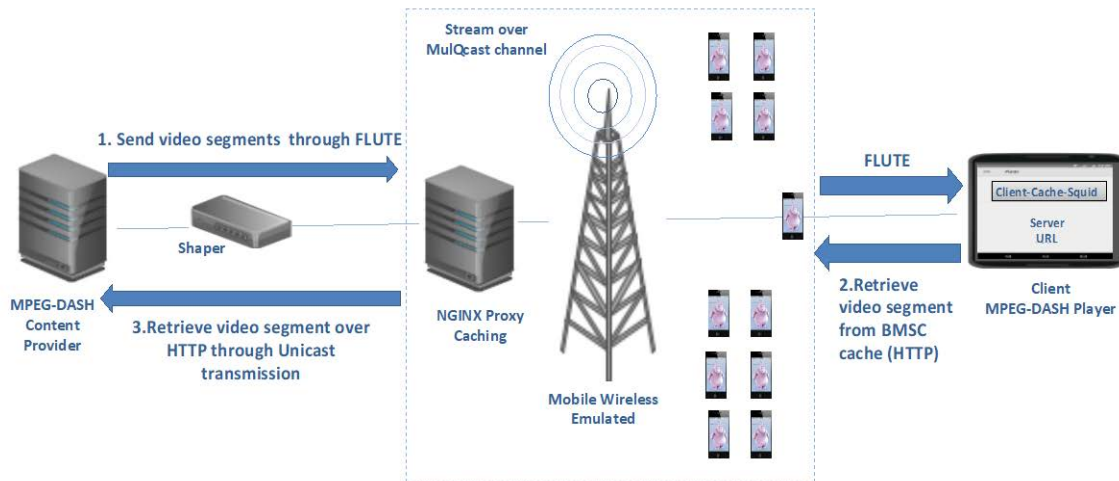 Stream over
MulQcast channel
1. Send video segments through FLUTE
Shaper
MPEG-DASH
Content
Provider
3.Retrieve video segment over
HTTP through Unicast
transmission
NGINX Proxy
Caching
Mobile Wireless
Emulated
FLUTE
Client-Cache-Squid
Server
URL
2.Retrieve
video segment
from BMSC
cache (HTTP)
Client
MPEG-DASH Player